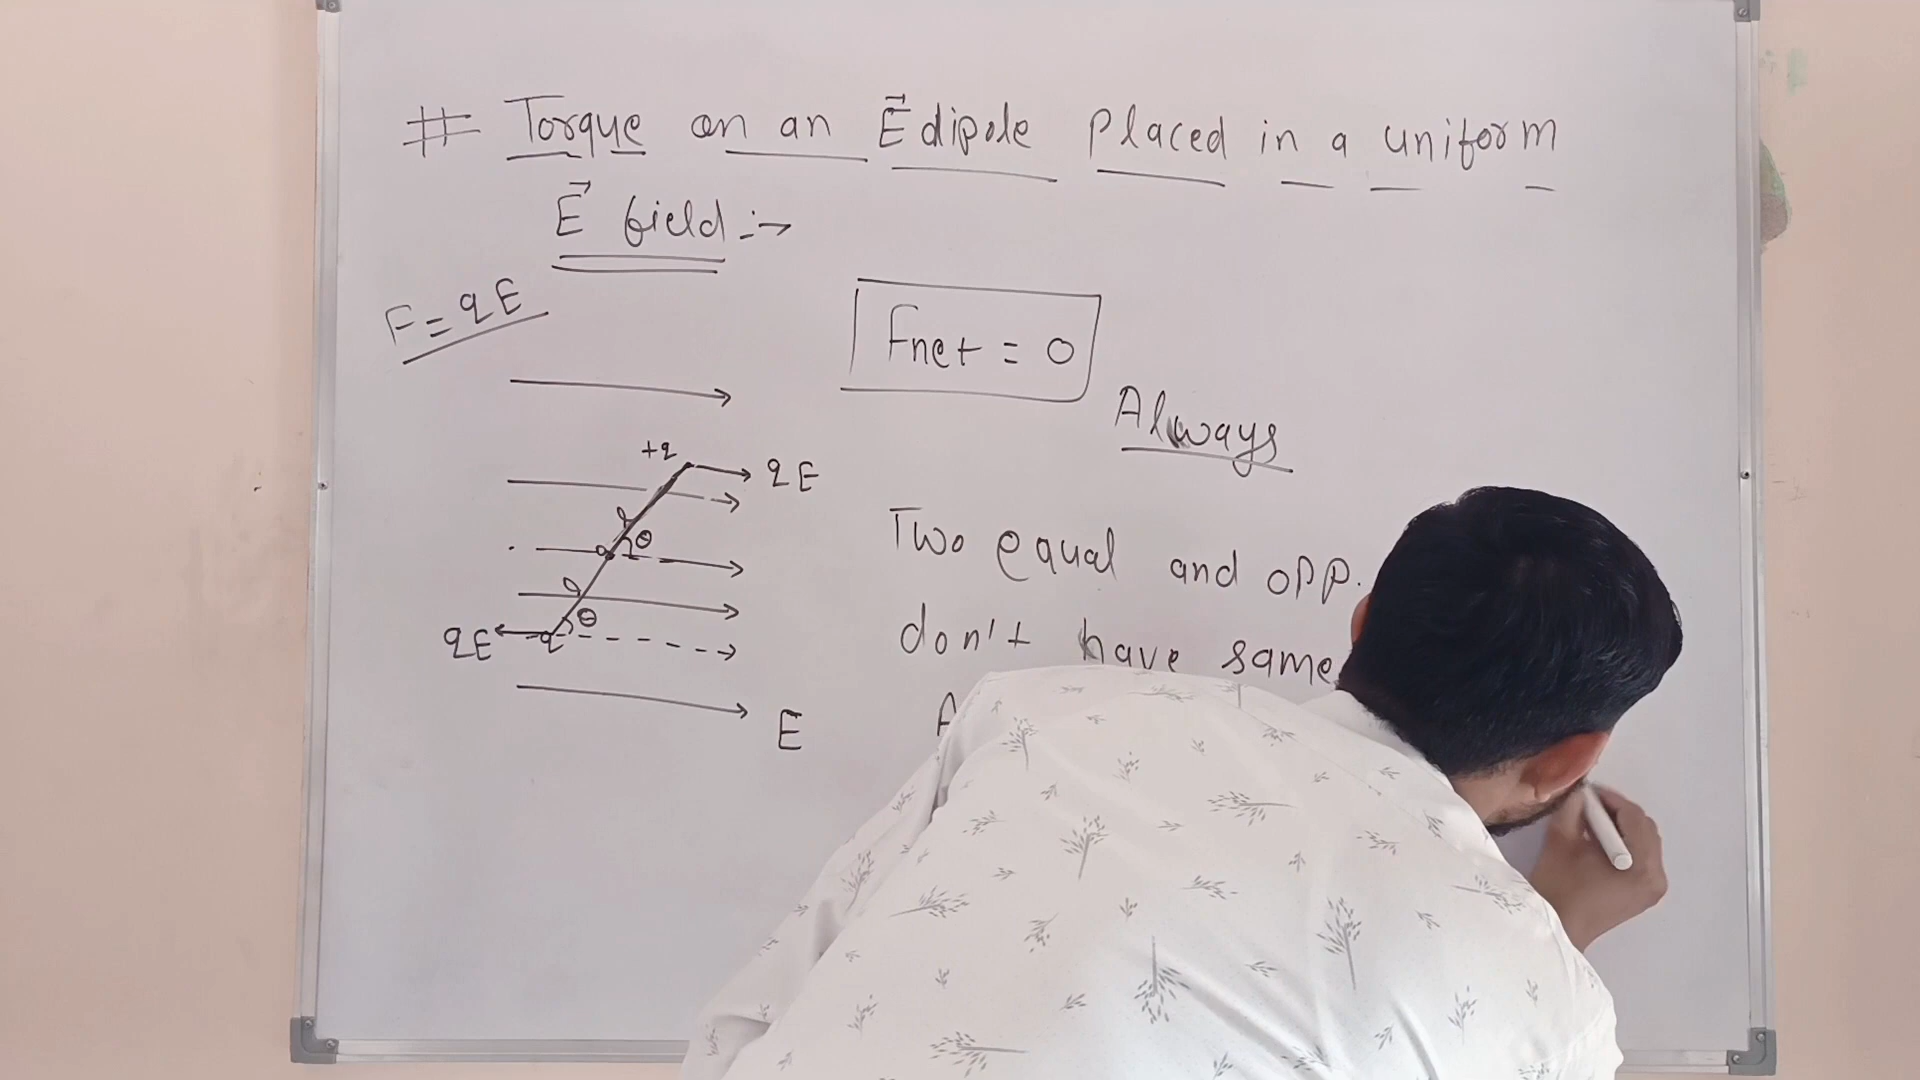 # Torque on an E⃗ dipole placed in a uniform
E⃗ field :→
F = qE
Fnet = 0
Always
+q
qE
a
θ
a
θ
qE
-q
E
Two equal and opp.
don't have same